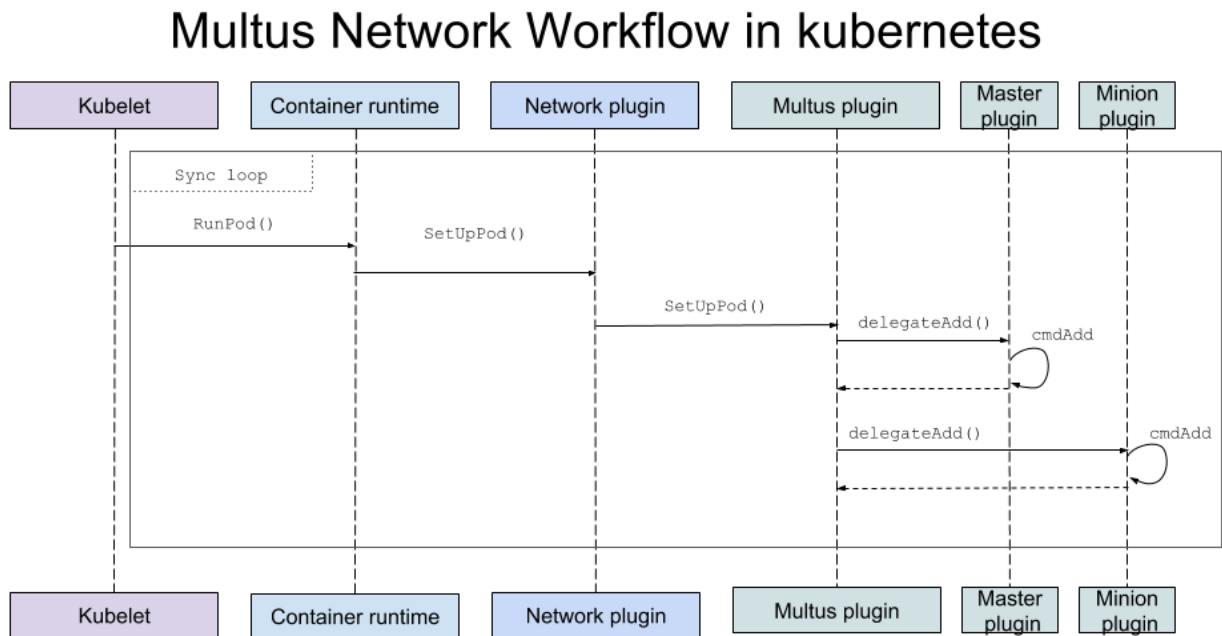 Multus Network Workflow in kubernetes
Kubelet
Container runtime
Network plugin
Multus plugin
Master
plugin
Minion
plugin
Sync loop
RunPod()
SetUpPod()
SetUpPod()
delegateAdd()
cmdAdd
delegateAdd()
cmdAdd
Kubelet
Container runtime
Network plugin
Multus plugin
Master
plugin
Minion
plugin